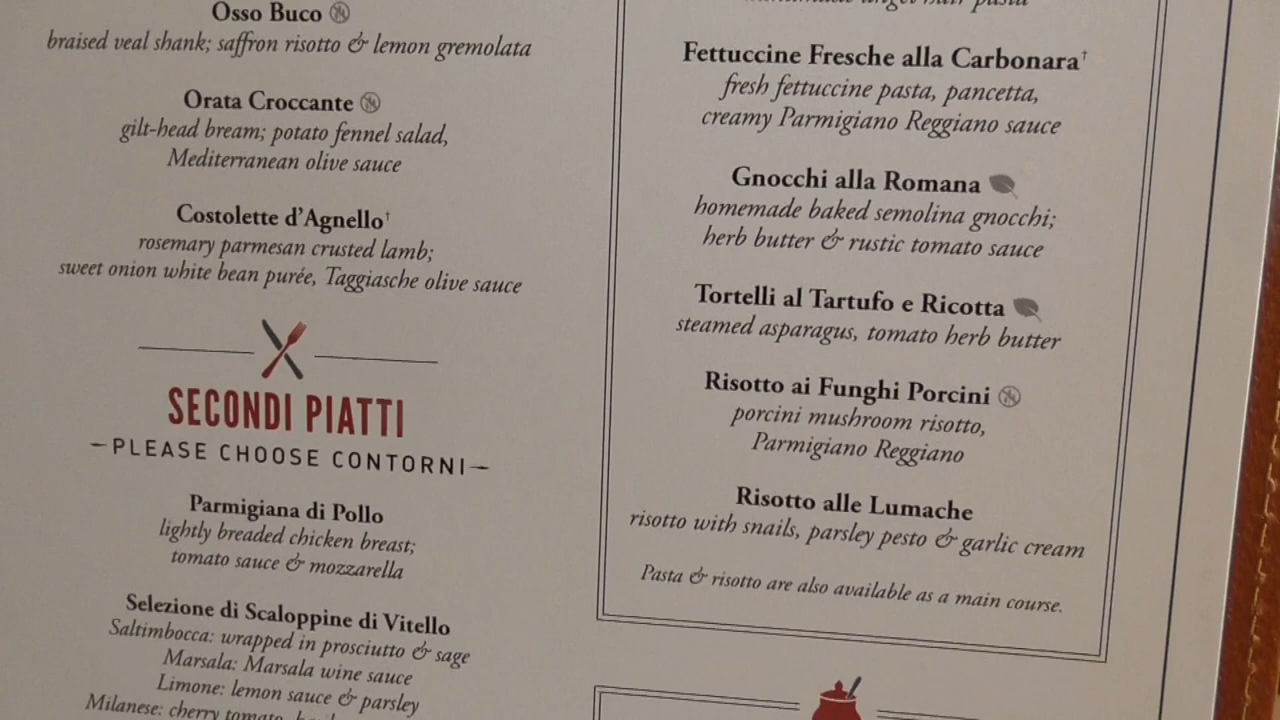 Osso Buco
braised veal shank; saffron risotto & lemon gremolata
Orata Croccante
gilt-head bream; potato fennel salad,
Mediterranean olive sauce
Costolette d'Agnello†
rosemary parmesan crusted lamb;
sweet onion white bean purée, Taggiasche olive sauce
SECONDI PIATTI
–PLEASE CHOOSE CONTORNI–
Parmigiana di Pollo
lightly breaded chicken breast;
tomato sauce & mozzarella
Selezione di Scaloppine di Vitello
Saltimbocca: wrapped in prosciutto & sage
Marsala: Marsala wine sauce
Limone: lemon sauce & parsley
Milanese: cherry tomato,
angel hair pasta
Fettuccine Fresche alla Carbonara†
fresh fettuccine pasta, pancetta,
creamy Parmigiano Reggiano sauce
Gnocchi alla Romana
homemade baked semolina gnocchi;
herb butter & rustic tomato sauce
Tortelli al Tartufo e Ricotta
steamed asparagus, tomato herb butter
Risotto ai Funghi Porcini
porcini mushroom risotto,
Parmigiano Reggiano
Risotto alle Lumache
risotto with snails, parsley pesto & garlic cream
Pasta & risotto are also available as a main course.